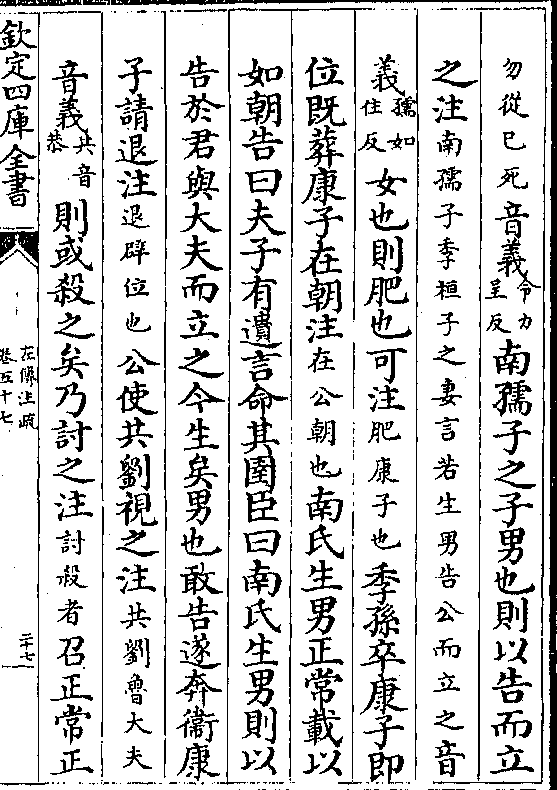 勿從已死音義令力呈反南孺子之子男也則以告而立
之注南孺子季桓子之妻言若生男告公而立之音
義孺如住反女也則肥也可注肥康子也季孫卒康子即
位既葬康子在朝注在公朝也南氏生男正常載以
如朝告曰夫子有遺言命其圉臣曰南氏生男則以
告於君與大夫而立之今生矣男也敢告遂奔衞康
子請退注退辟位也公使共劉視之注共劉魯大夫
音義共音恭則或殺之矣乃討之注討殺者召正常正
欽定四庫全書
左傳注疏
卷五十七
二十七